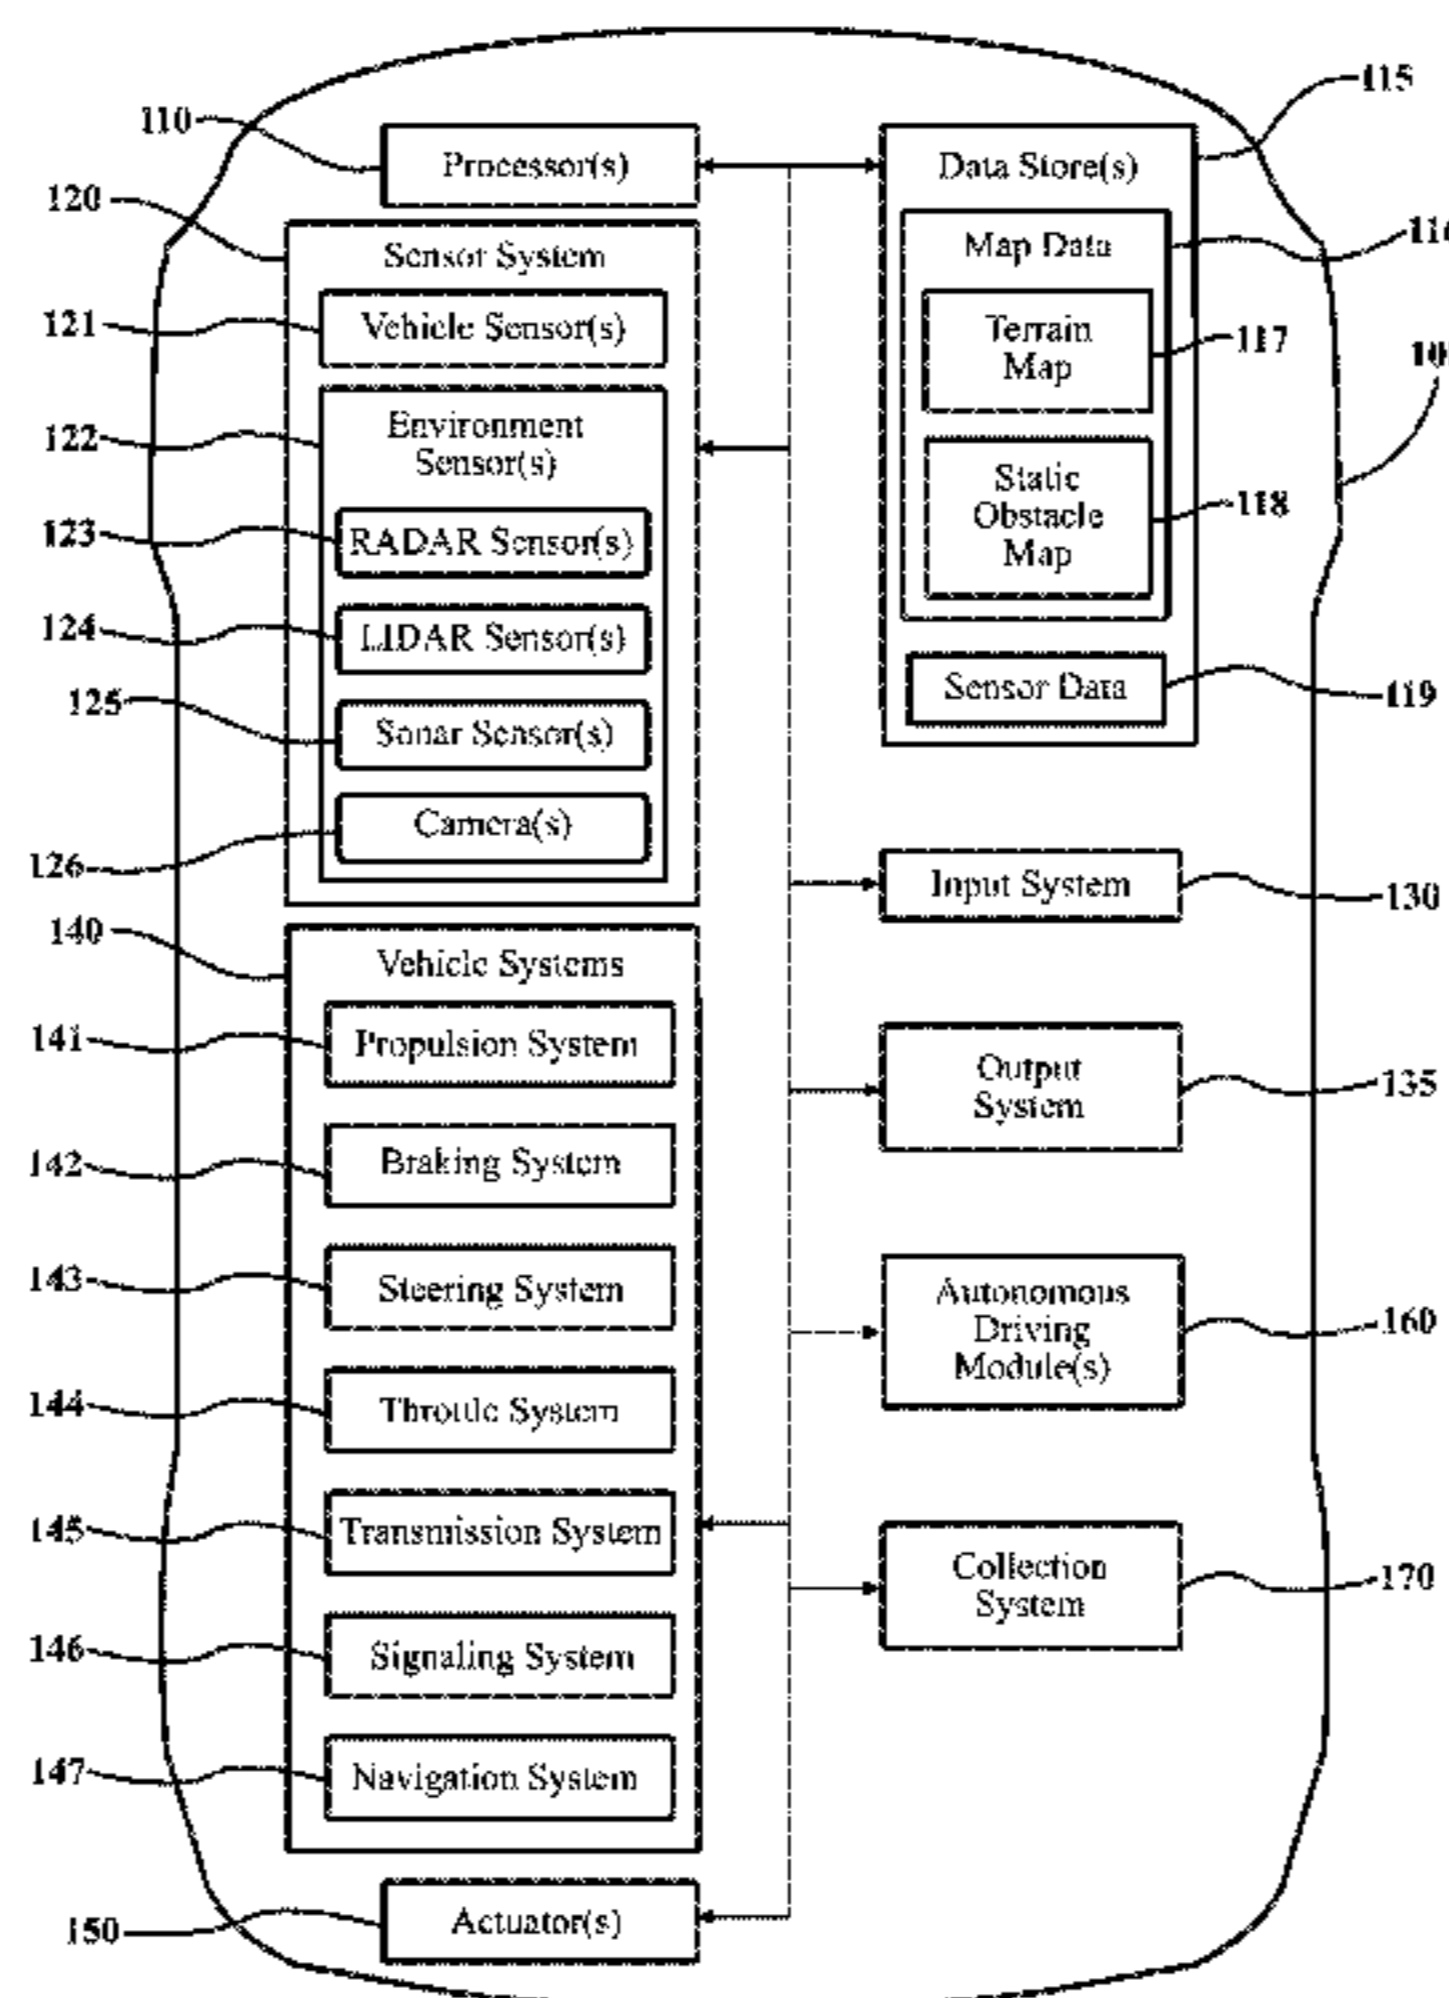 110
Processor(s)
120
Sensor System
121
Vehicle Sensor(s)
122
Environment
Sensor(s)
123
RADAR Sensor(s)
124
LIDAR Sensor(s)
125
Sonar Sensor(s)
126
Camera(s)
140
Vehicle Systems
141
Propulsion System
142
Braking System
143
Steering System
144
Throttle System
145
Transmission System
146
Signaling System
147
Navigation System
150
Actuator(s)
115
Data Store(s)
Map Data
Terrain
Map
117
Static
Obstacle
Map
118
Sensor Data
119
Input System
130
Output
System
135
Autonomous
Driving
Module(s)
160
Collection
System
170